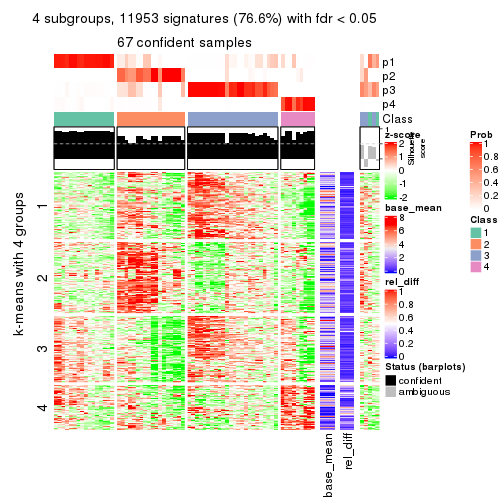 4 subgroups, 11953 signatures (76.6%) with fdr < 0.05
67 confident samples
p1
p2
p3
p4
Class
1
Silhouette
score
k-means with 4 groups
1
2
3
4
base_mean
rel_diff
z-score
2
1
0
-1
-2
base_mean
8
6
4
2
0
rel_diff
1
0.8
0.6
0.4
0.2
0
Status (barplots)
confident
ambiguous
Prob
1
0.8
0.6
0.4
0.2
0
Class
1
2
3
4